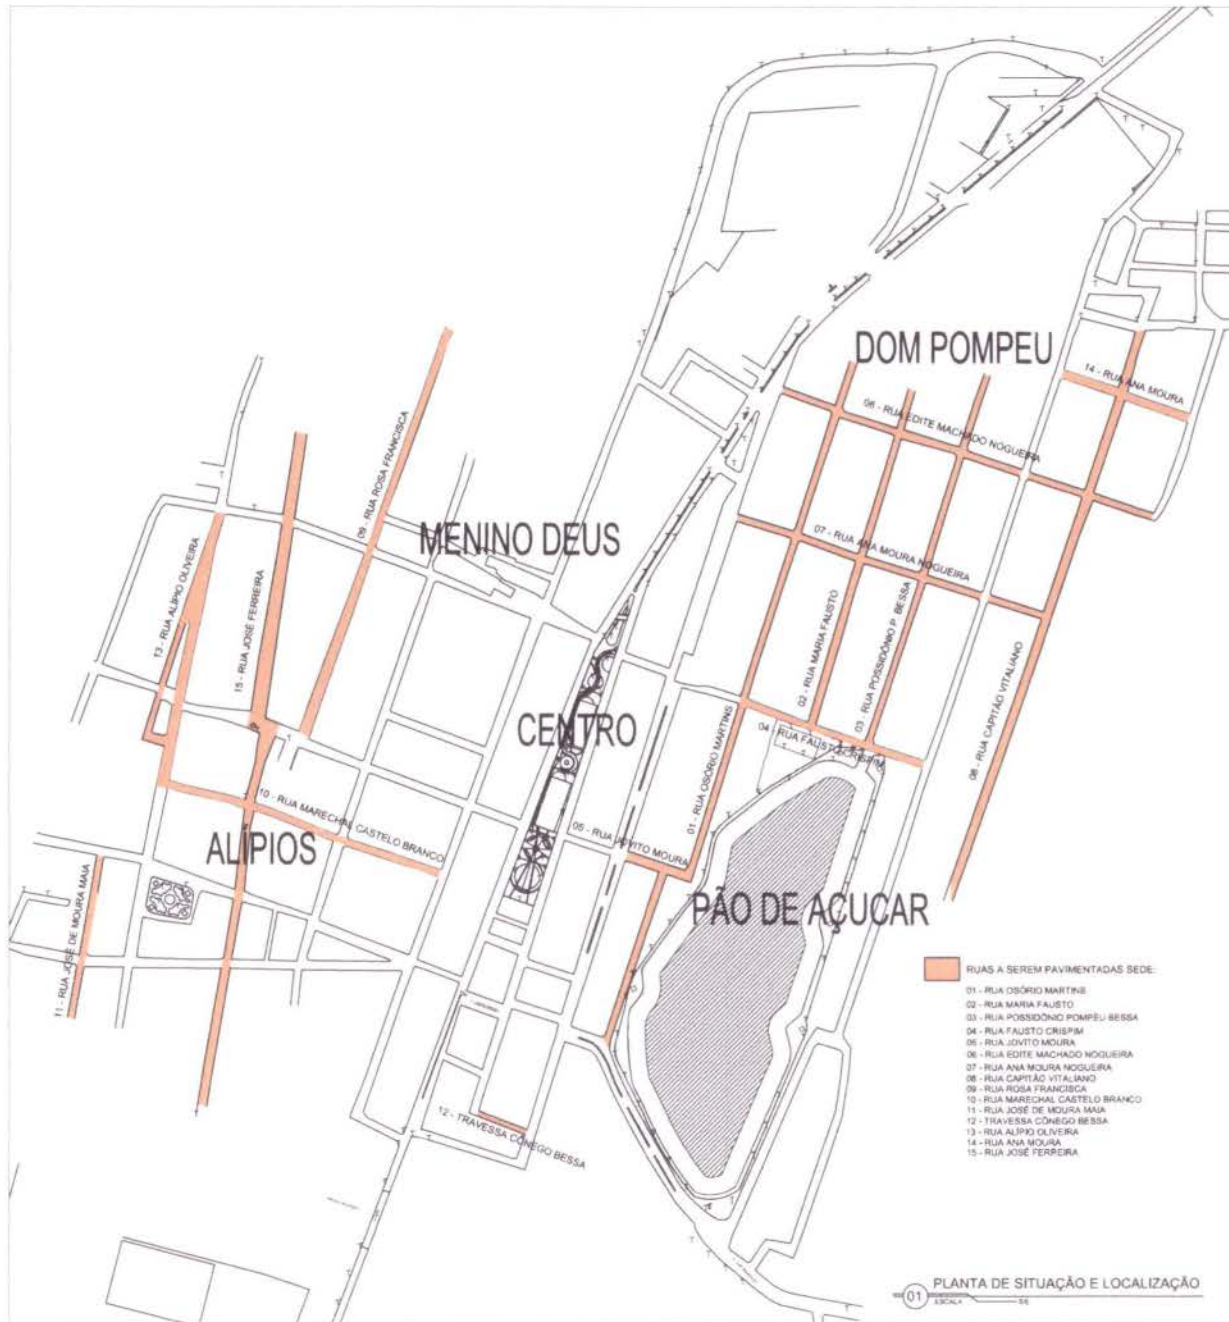 DOM POMPEU
14 - RUA ANA MOURA
06 - RUA EDITE MACHADO NOGUEIRA
09 - RUA ROSA FRANCISCA
MENINO DEUS
07 - RUA ANA MOURA NOGUEIRA
13 - RUA ALÍPIO OLIVEIRA
15 - RUA JOSÉ FERREIRA
02 - RUA MARIA FAUSTO
03 - RUA POSSIDÔNIO P. BESSA
08 - RUA CAPITÃO VITALIANO
CENTRO
04 - RUA FAUSTO CRISPIM
01 - RUA OSÓRIO MARTINS
10 - RUA MARECHAL CASTELO BRANCO
05 - RUA JOVITO MOURA
ALÍPIOS
PÃO DE AÇUCAR
11 - RUA JOSÉ DE MOURA MAIA
12 - TRAVESSA CÔNEGO BESSA
RUAS A SEREM PAVIMENTADAS SEDE:
01 - RUA OSÓRIO MARTINS
02 - RUA MARIA FAUSTO
03 - RUA POSSIDÔNIO POMPEU BESSA
04 - RUA FAUSTO CRISPIM
05 - RUA JOVITO MOURA
06 - RUA EDITE MACHADO NOGUEIRA
07 - RUA ANA MOURA NOGUEIRA
08 - RUA CAPITÃO VITALIANO
09 - RUA ROSA FRANCISCA
10 - RUA MARECHAL CASTELO BRANCO
11 - RUA JOSÉ DE MOURA MAIA
12 - TRAVESSA CÔNEGO BESSA
13 - RUA ALÍPIO OLIVEIRA
14 - RUA ANA MOURA
15 - RUA JOSÉ FERREIRA
01 PLANTA DE SITUAÇÃO E LOCALIZAÇÃO
ESCALA